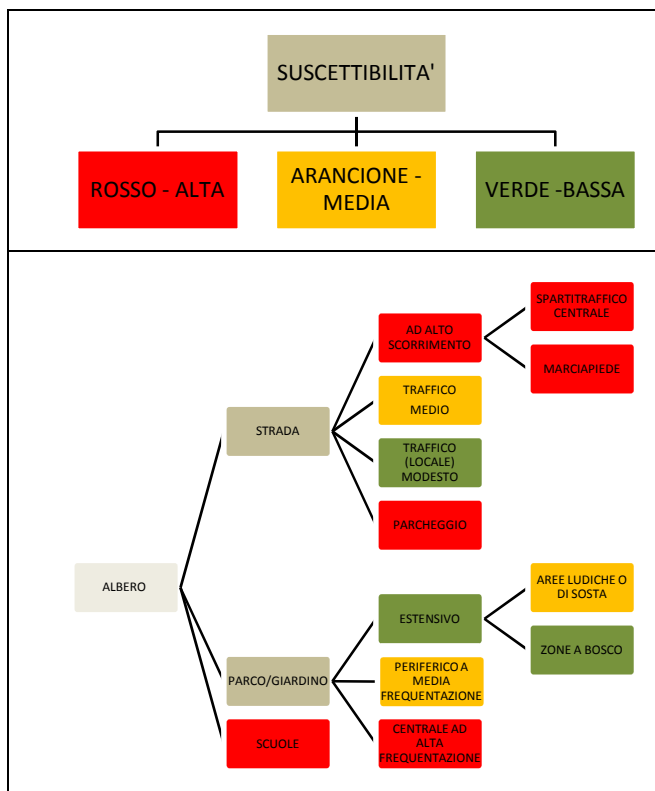 SUSCETTIBILITA'
ROSSO - ALTA
ARANCIONE -
MEDIA
VERDE -BASSA
ALBERO
STRADA
AD ALTO
SCORRIMENTO
SPARTITRAFFICO
CENTRALE
MARCIAPIEDE
TRAFFICO
MEDIO
TRAFFICO
(LOCALE)
MODESTO
PARCHEGGIO
PARCO/GIARDINO
ESTENSIVO
AREE LUDICHE O
DI SOSTA
ZONE A BOSCO
PERIFERICO A
MEDIA
FREQUENTAZIONE
CENTRALE AD
ALTA
FREQUENTAZIONE
SCUOLE